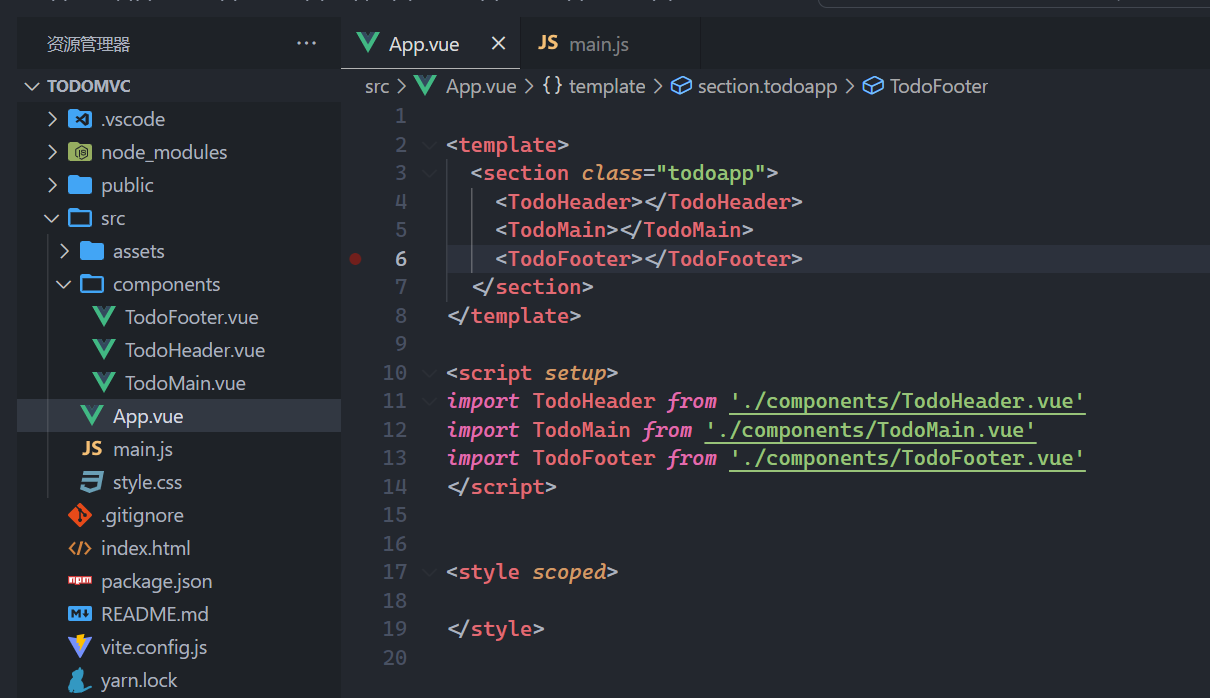 资源管理器 ···
App.vue
JS main.js
TODOMVC
src > App.vue > {} template > section.todoapp > TodoFooter
.vscode
node_modules
public
src
assets
components
TodoFooter.vue
TodoHeader.vue
TodoMain.vue
App.vue
JS main.js
style.css
.gitignore
index.html
package.json
README.md
vite.config.js
yarn.lock
1
2 <template>
3 <section class="todoapp">
4 <TodoHeader></TodoHeader>
5 <TodoMain></TodoMain>
6 <TodoFooter></TodoFooter>
7 </section>
8 </template>
9
10 <script setup>
11 import TodoHeader from './components/TodoHeader.vue'
12 import TodoMain from './components/TodoMain.vue'
13 import TodoFooter from './components/TodoFooter.vue'
14 </script>
15
16
17 <style scoped>
18
19 </style>
20